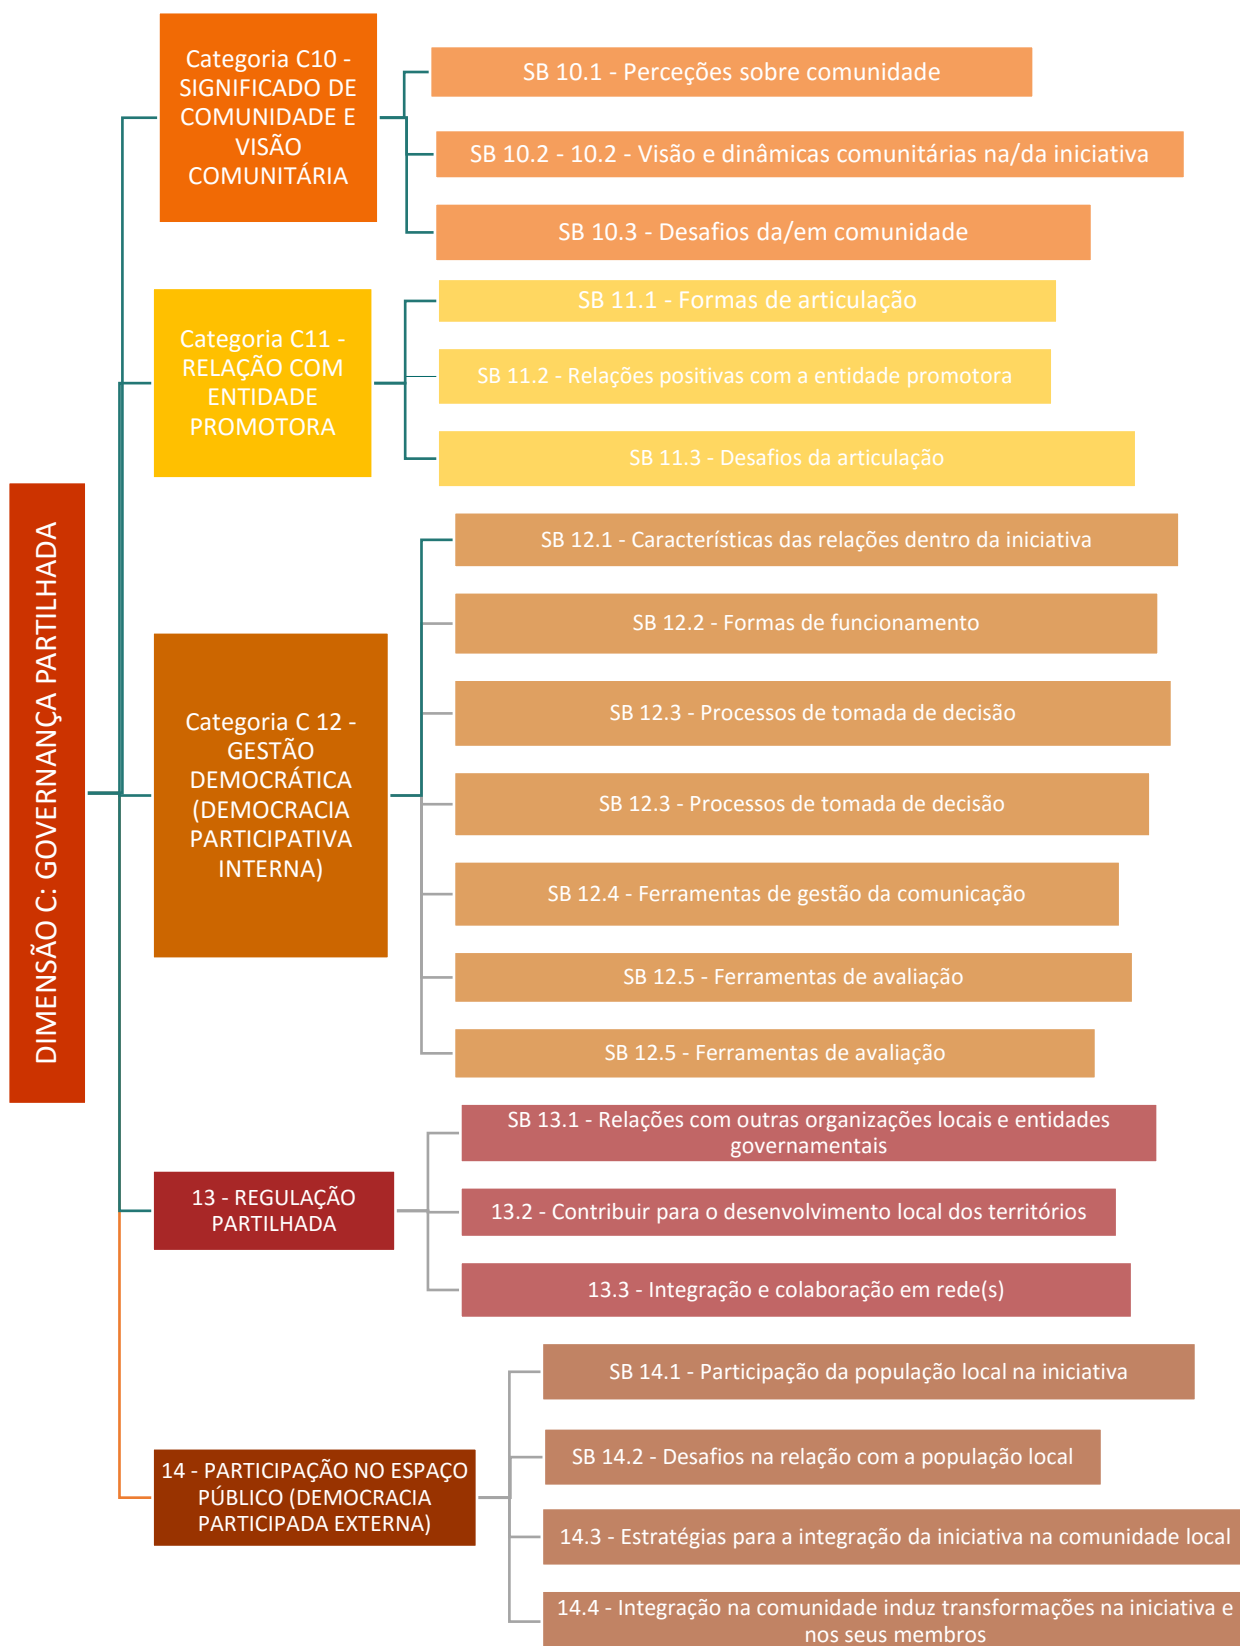 DIMENSÃO C: GOVERNANÇA PARTILHADA
Categoria C10 -
SIGNIFICADO DE
COMUNIDADE E
VISÃO
COMUNITÁRIA
SB 10.1 - Perceções sobre comunidade
SB 10.2 - 10.2 - Visão e dinâmicas comunitárias na/da iniciativa
SB 10.3 - Desafios da/em comunidade
Categoria C11 -
RELAÇÃO COM
ENTIDADE
PROMOTORA
SB 11.1 - Formas de articulação
SB 11.2 - Relações positivas com a entidade promotora
SB 11.3 - Desafios da articulação
Categoria C 12 -
GESTÃO
DEMOCRÁTICA
(DEMOCRACIA
PARTICIPATIVA
INTERNA)
SB 12.1 - Características das relações dentro da iniciativa
SB 12.2 - Formas de funcionamento
SB 12.3 - Processos de tomada de decisão
SB 12.3 - Processos de tomada de decisão
SB 12.4 - Ferramentas de gestão da comunicação
SB 12.5 - Ferramentas de avaliação
SB 12.5 - Ferramentas de avaliação
13 - REGULAÇÃO
PARTILHADA
SB 13.1 - Relações com outras organizações locais e entidades
governamentais
13.2 - Contribuir para o desenvolvimento local dos territórios
13.3 - Integração e colaboração em rede(s)
14 - PARTICIPAÇÃO NO ESPAÇO
PÚBLICO (DEMOCRACIA
PARTICIPADA EXTERNA)
SB 14.1 - Participação da população local na iniciativa
SB 14.2 - Desafios na relação com a população local
14.3 - Estratégias para a integração da iniciativa na comunidade local
14.4 - Integração na comunidade induz transformações na iniciativa e
nos seus membros